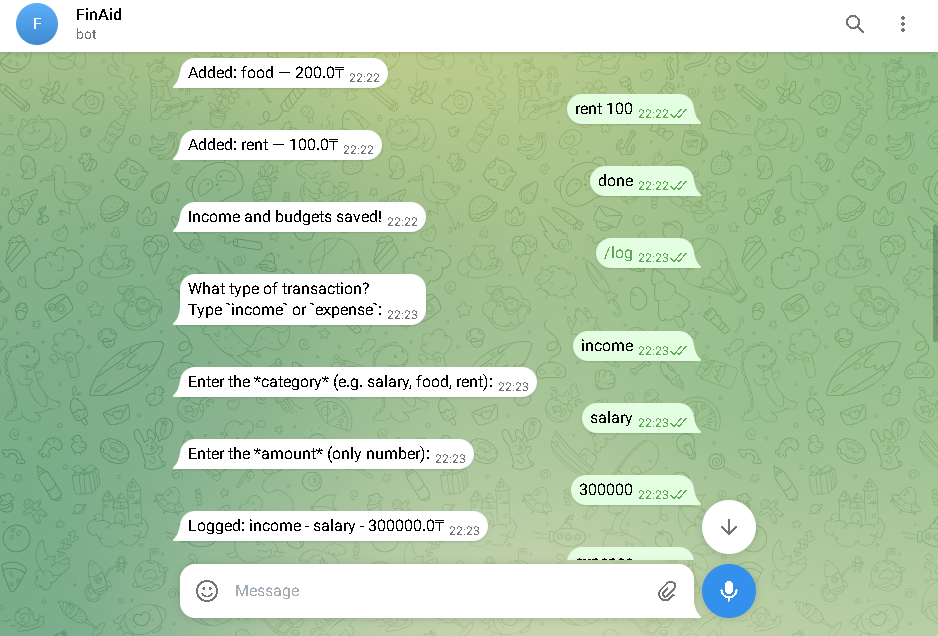 F
FinAid
bot
Added: food — 200.0₸ 22:22
rent 100 22:22
Added: rent — 100.0₸ 22:22
done 22:22
Income and budgets saved! 22:22
/log 22:23
What type of transaction?
Type `income` or `expense`: 22:23
income 22:23
Enter the *category* (e.g. salary, food, rent): 22:23
salary 22:23
Enter the *amount* (only number): 22:23
300000 22:23
Logged: income - salary - 300000.0₸ 22:23
Message